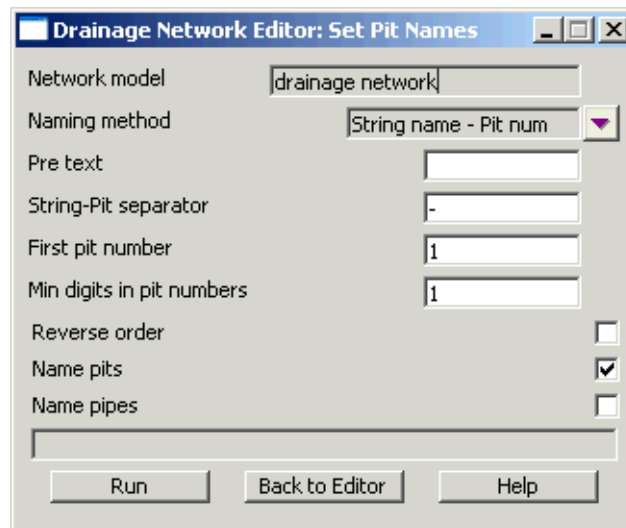 Drainage Network Editor: Set Pit Names
Network model drainage network
Naming method String name - Pit num
Pre text
String-Pit separator -
First pit number 1
Min digits in pit numbers 1
Reverse order
Name pits
Name pipes
Run Back to Editor Help